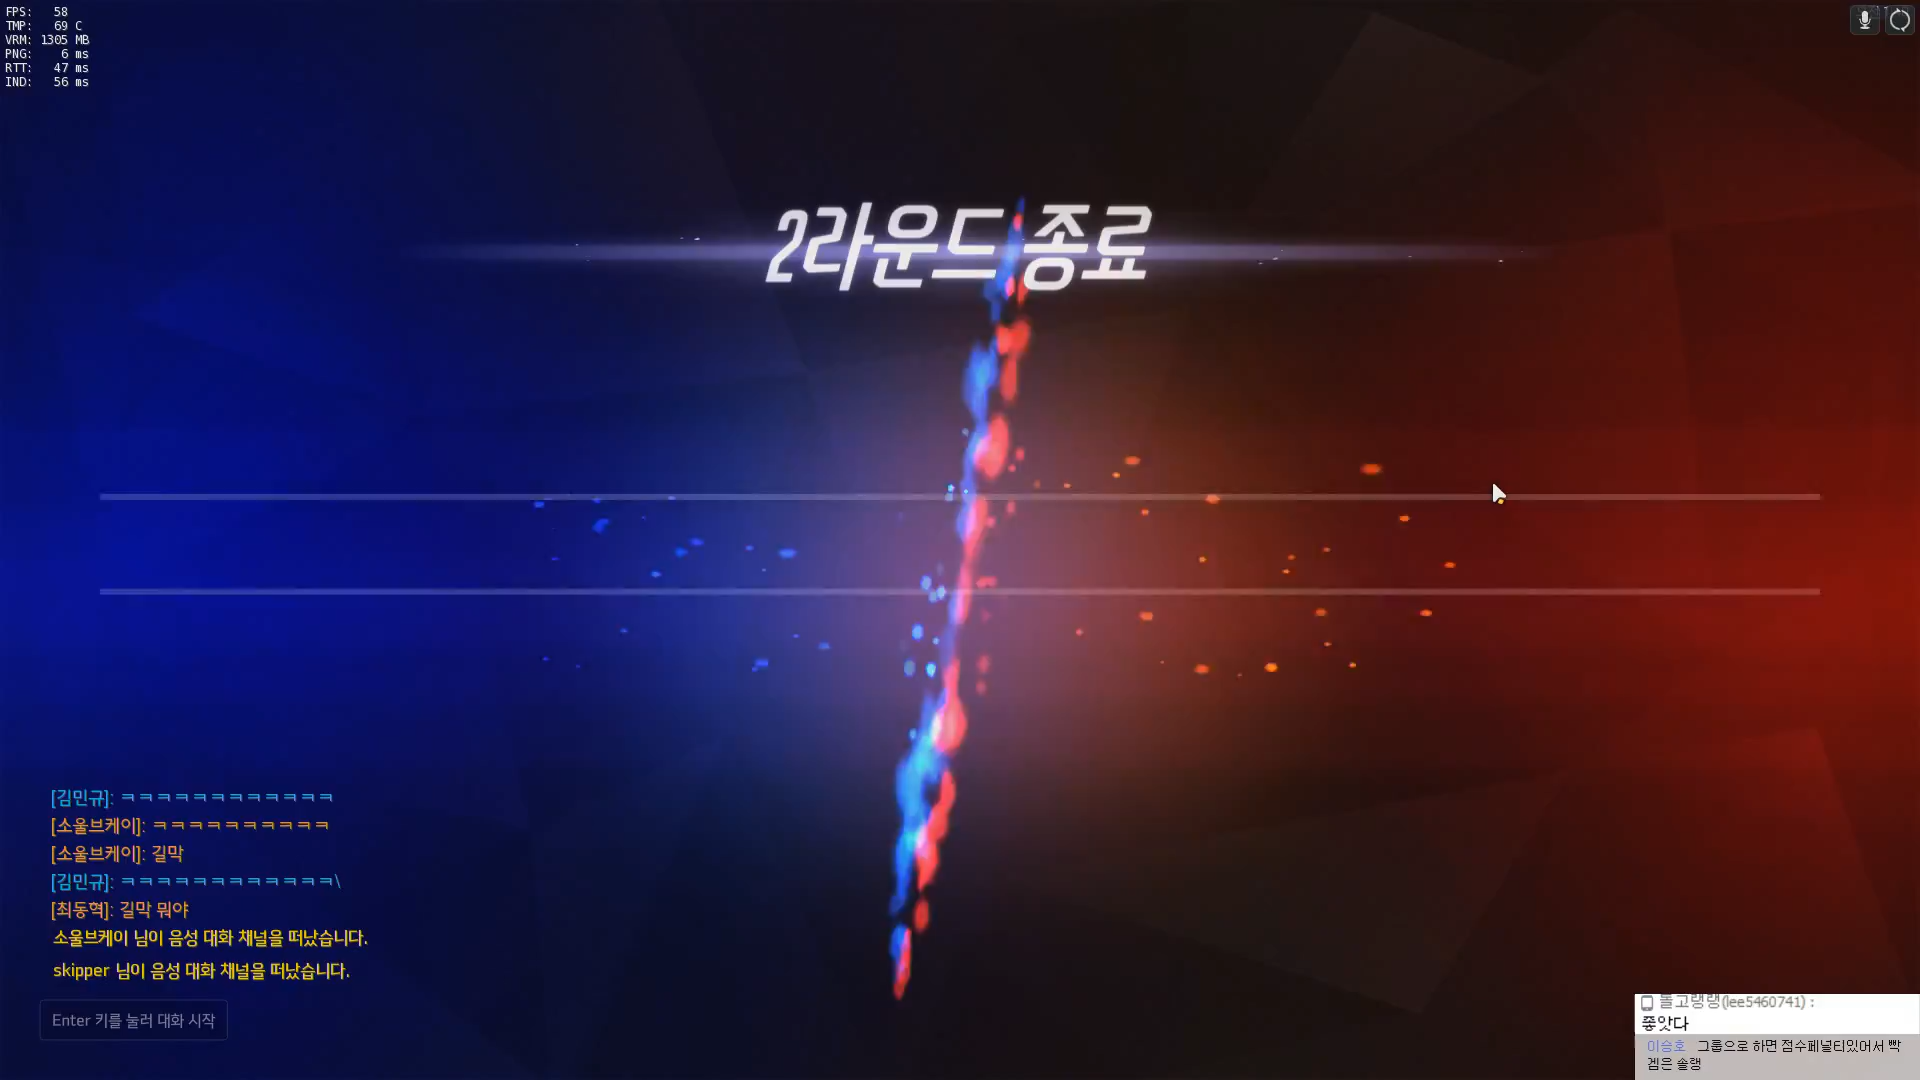 FPS: 58
TMP: 69 C
VRM: 1305 MB
PNG: 6 ms
RTT: 47 ms
IND: 56 ms
2라운드 종료
[김민규]: ㅋㅋㅋㅋㅋㅋㅋㅋㅋㅋㅋㅋ
[소울브케이]: ㅋㅋㅋㅋㅋㅋㅋㅋㅋㅋ
[소울브케이]: 길막
[김민규]: ㅋㅋㅋㅋㅋㅋㅋㅋㅋㅋㅋㅋ\
[최동혁]: 길막 뭐야
소울브케이 님이 음성 대화 채널을 떠났습니다.
skipper 님이 음성 대화 채널을 떠났습니다.
Enter 키를 눌러 대화 시작
돌고랭랭(lee5460741) :
좋앗다
이승호 그룹으로 하면 점수페널티있어서 빡
겜은 솔랭